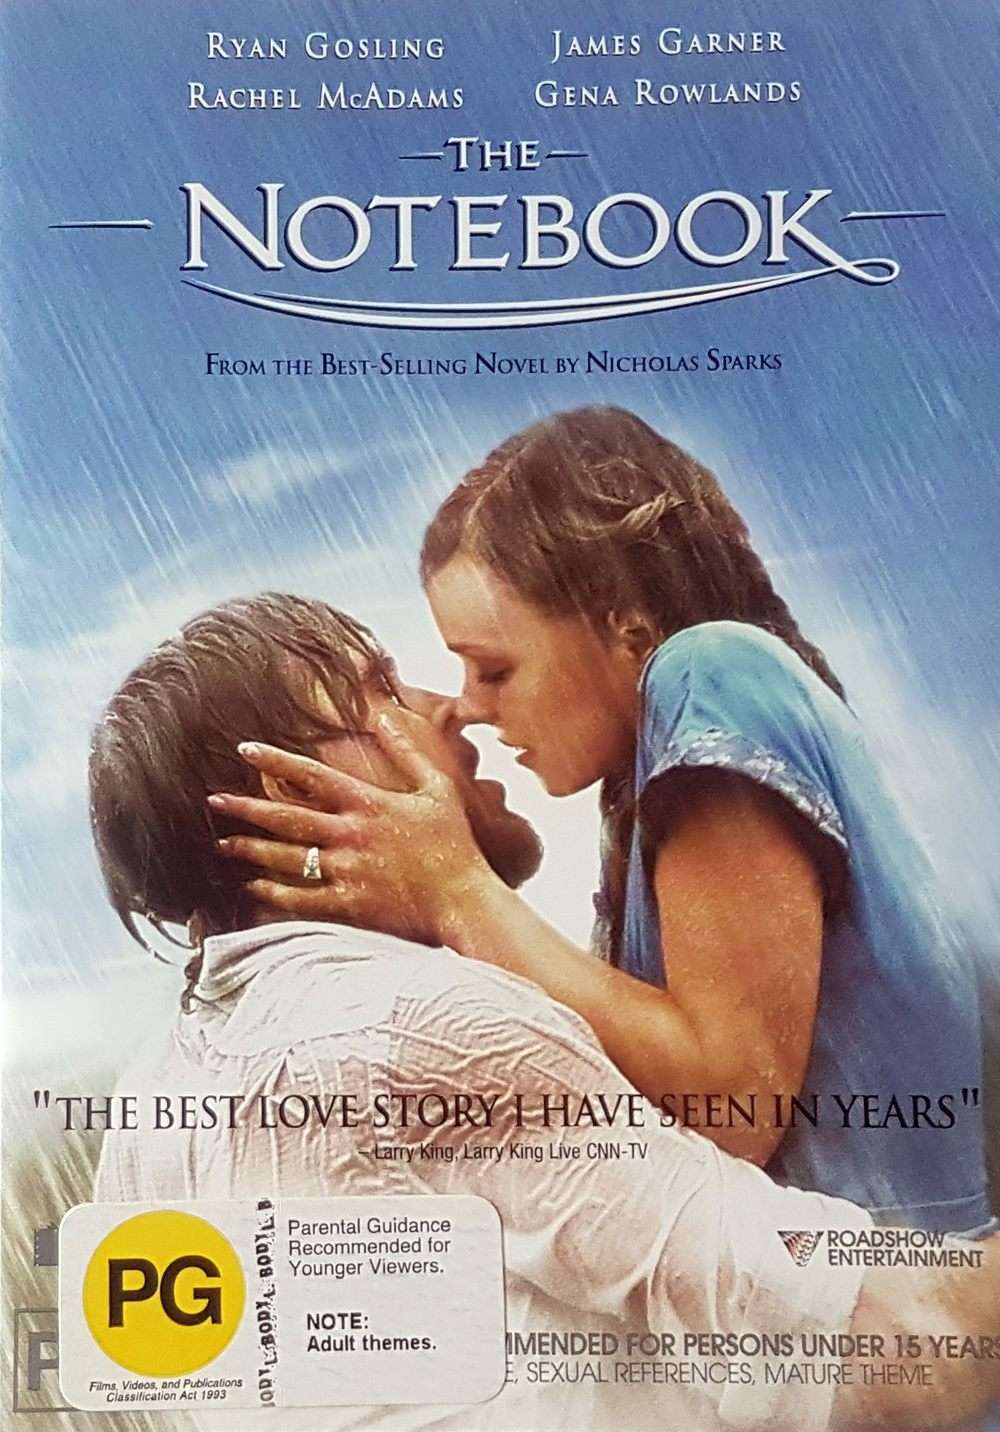 RYAN GOSLING JAMES GARNER
RACHEL MCADAMS GENA ROWLANDS
THE
NOTEBOOK
FROM THE BEST-SELLING NOVEL BY NICHOLAS SPARKS
"THE BEST LOVE STORY I HAVE SEEN IN YEARS"
–Larry King, Larry King Live CNN-TV
ROADSHOW
ENTERTAINMENT
PG
Films, Videos, and Publications
Classification Act 1993
LABELLING BODY
Parental Guidance
Recommended for
Younger Viewers.
NOTE:
Adult themes.
MMENDED FOR PERSONS UNDER 15 YEARS
E, SEXUAL REFERENCES, MATURE THEME